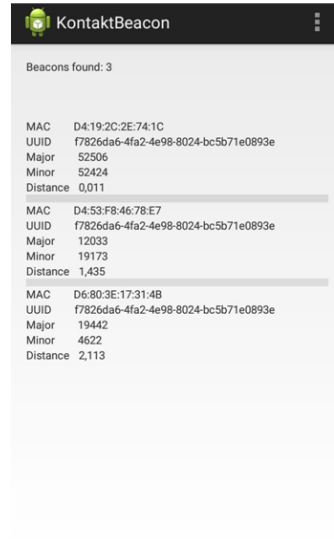 KontaktBeacon
Beacons found: 3
MAC D4:19:2C:2E:74:1C
UUID f7826da6-4fa2-4e98-8024-bc5b71e0893e
Major 52506
Minor 52424
Distance 0,011
MAC D4:53:F8:46:78:E7
UUID f7826da6-4fa2-4e98-8024-bc5b71e0893e
Major 12033
Minor 19173
Distance 1,435
MAC D6:80:3E:17:31:4B
UUID f7826da6-4fa2-4e98-8024-bc5b71e0893e
Major 19442
Minor 4622
Distance 2,113